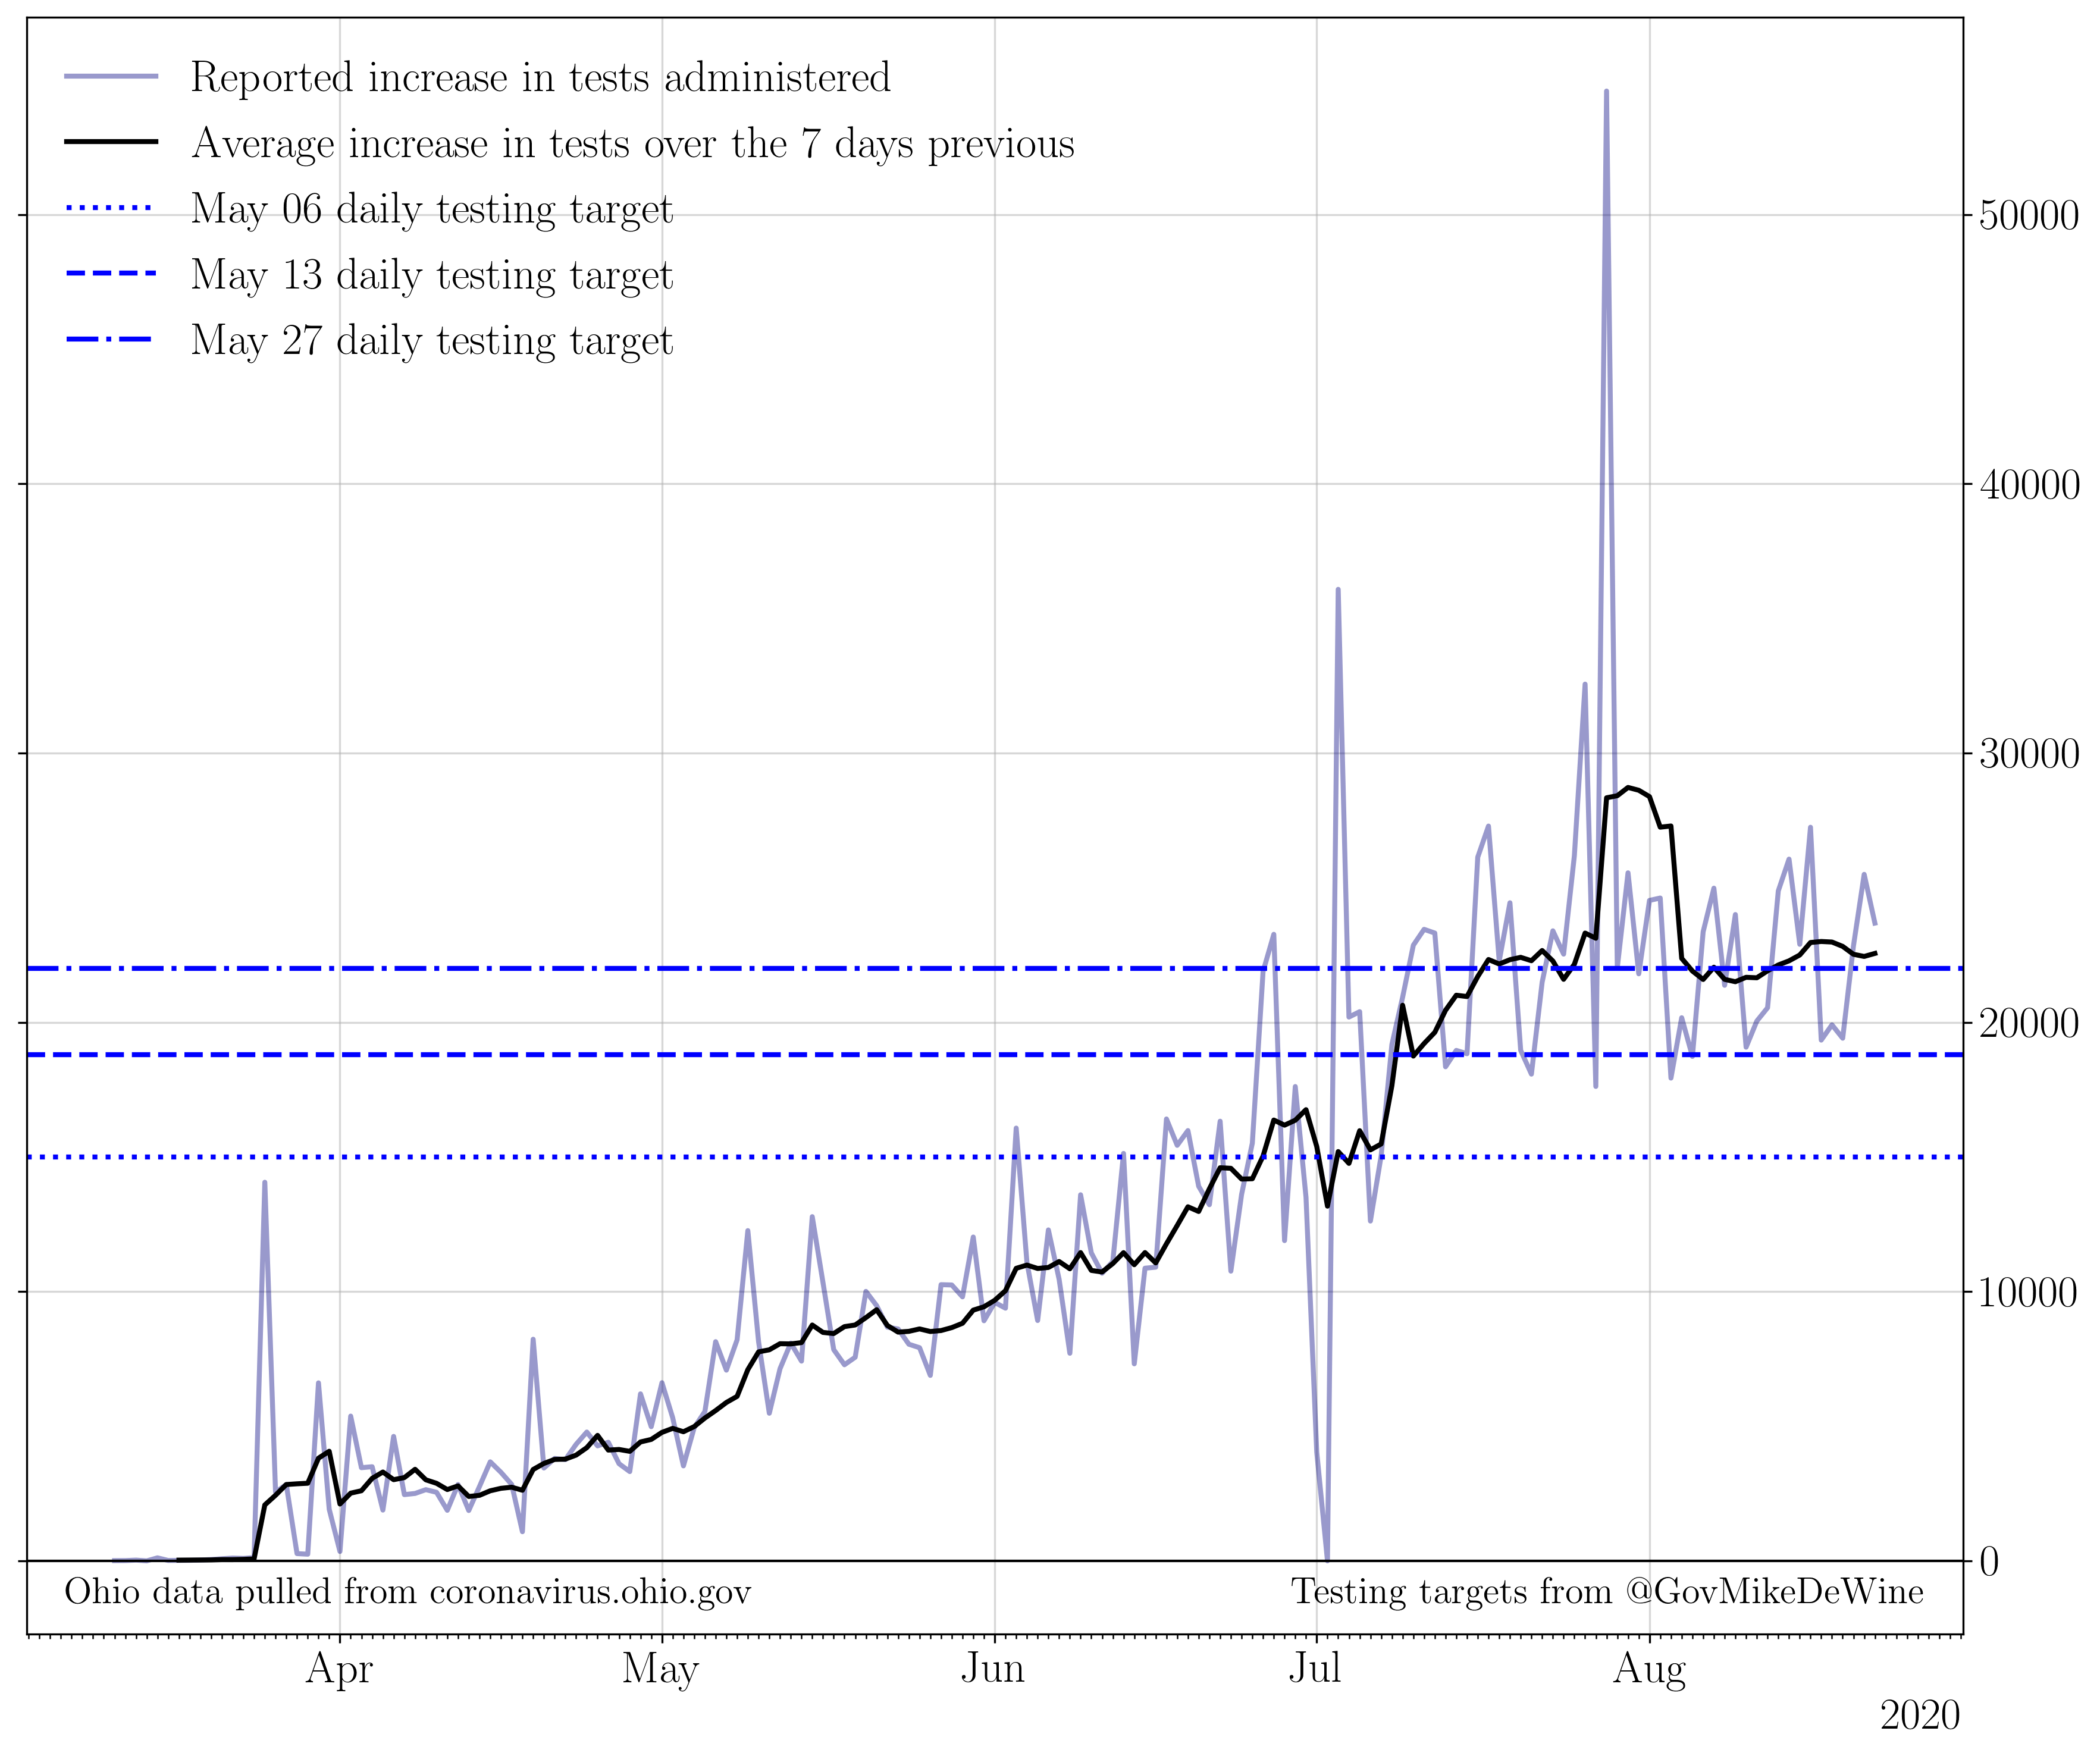 Reported increase in tests administered
Average increase in tests over the 7 days previous
May 06 daily testing target
May 13 daily testing target
May 27 daily testing target
50000
40000
30000
20000
10000
0
Ohio data pulled from coronavirus.ohio.gov
Testing targets from @GovMikeDeWine
Apr May Jun Jul Aug
2020